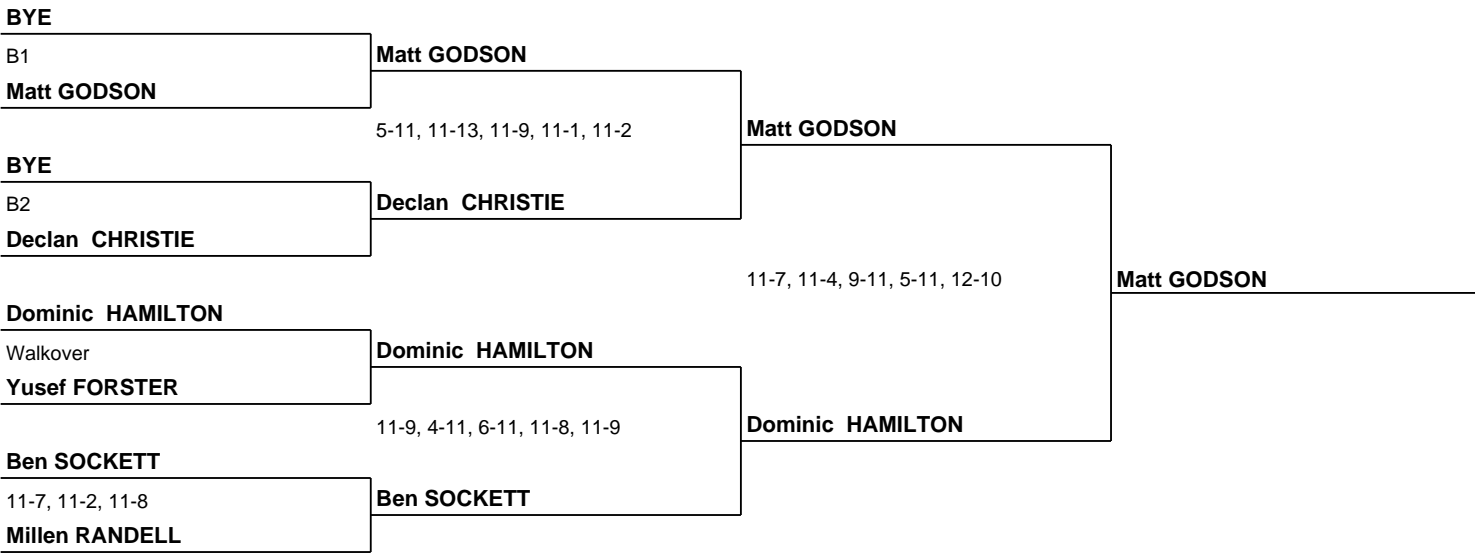 BYE
B1
Matt GODSON
Matt GODSON
5-11, 11-13, 11-9, 11-1, 11-2
Matt GODSON
BYE
B2
Declan CHRISTIE
Declan CHRISTIE
11-7, 11-4, 9-11, 5-11, 12-10
Matt GODSON
Dominic HAMILTON
Walkover
Dominic HAMILTON
Yusef FORSTER
11-9, 4-11, 6-11, 11-8, 11-9
Dominic HAMILTON
Ben SOCKETT
11-7, 11-2, 11-8
Ben SOCKETT
Millen RANDELL